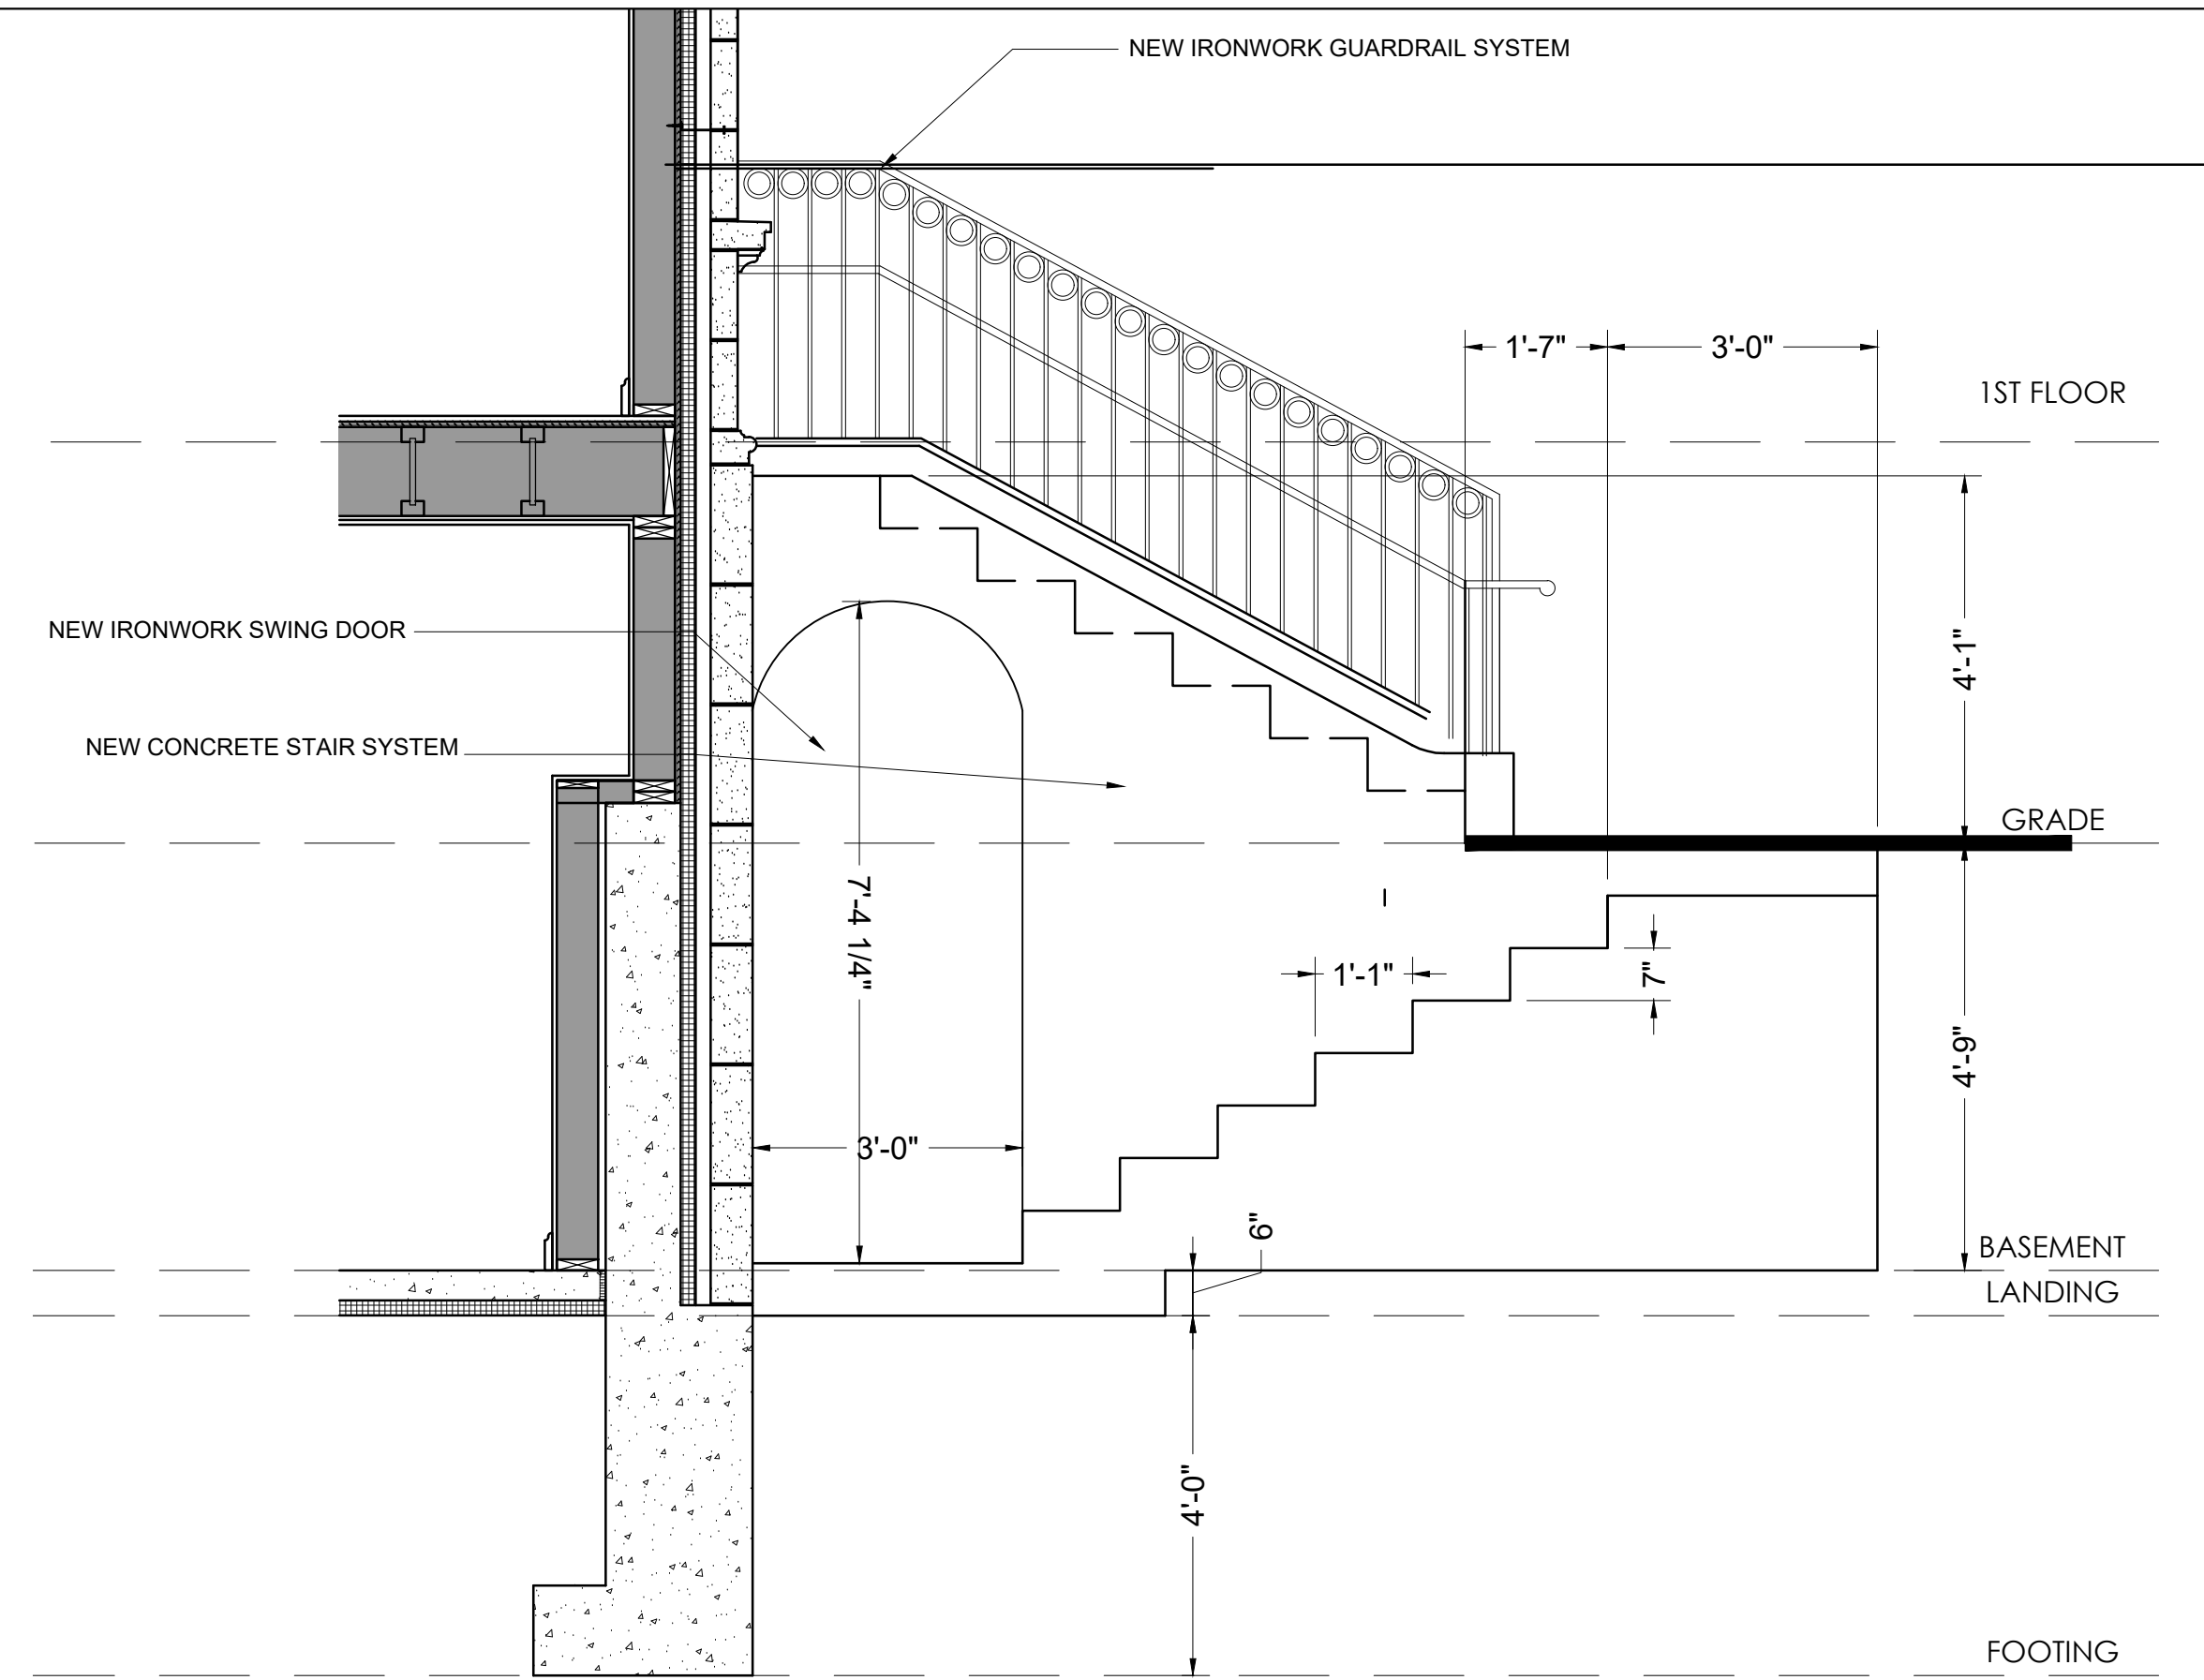 NEW IRONWORK GUARDRAIL SYSTEM
1'-7"
3'-0"
1ST FLOOR
NEW IRONWORK SWING DOOR
4'-1"
NEW CONCRETE STAIR SYSTEM
GRADE
7'-4 1/4"
1'-1"
7"
4'-9"
3'-0"
6"
BASEMENT
LANDING
4'-0"
FOOTING